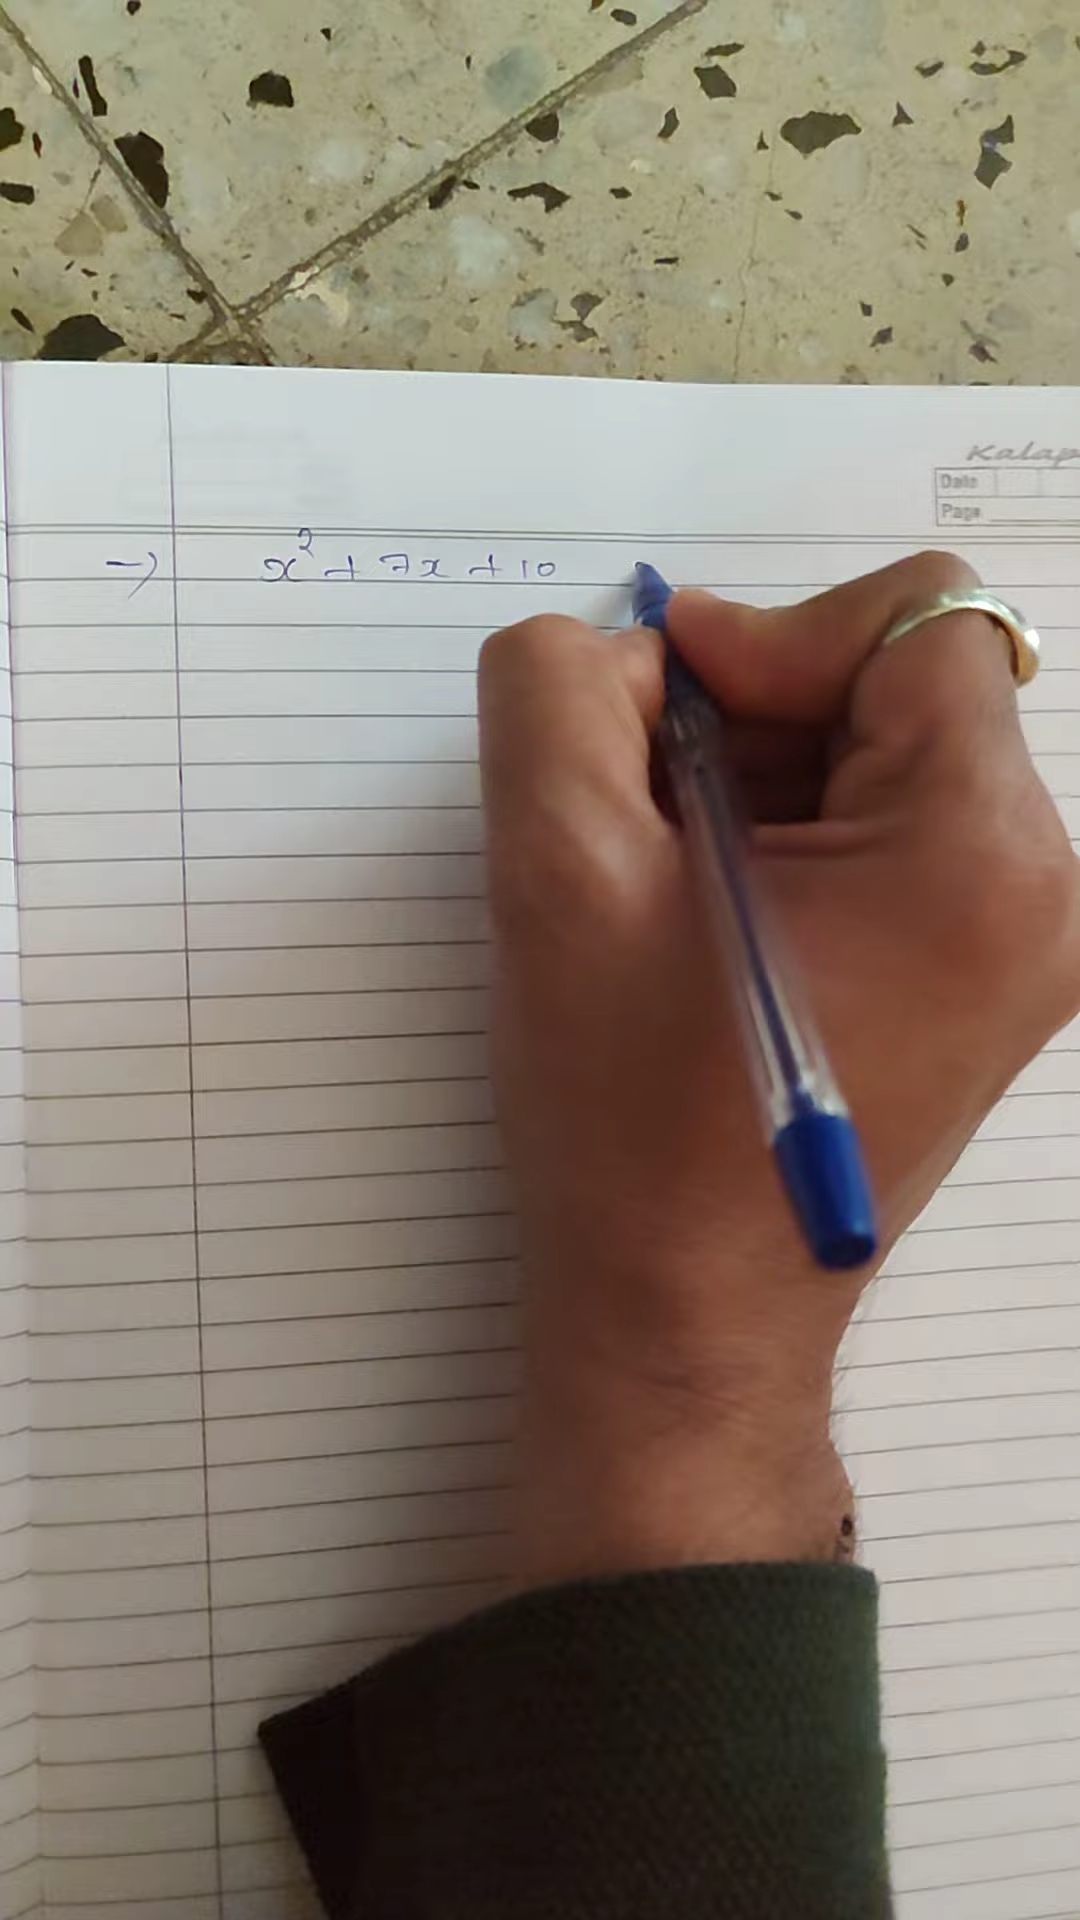 Kalap
Date
Page
→ x² + 7x + 10